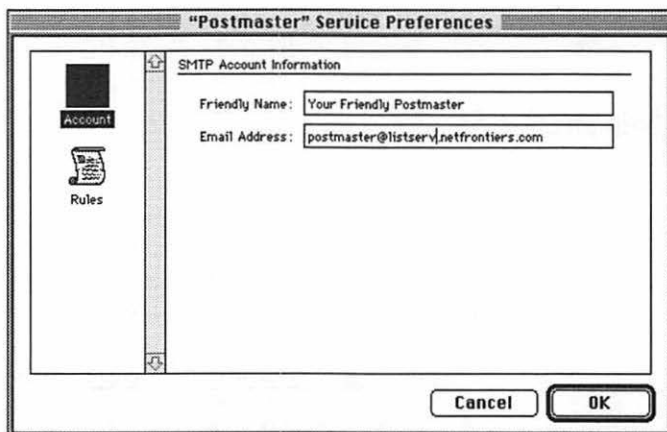 “Postmaster” Service Preferences
Account
Rules
SMTP Account Information
Friendly Name: Your Friendly Postmaster
Email Address: postmaster@listserv.netfrontiers.com
Cancel
OK